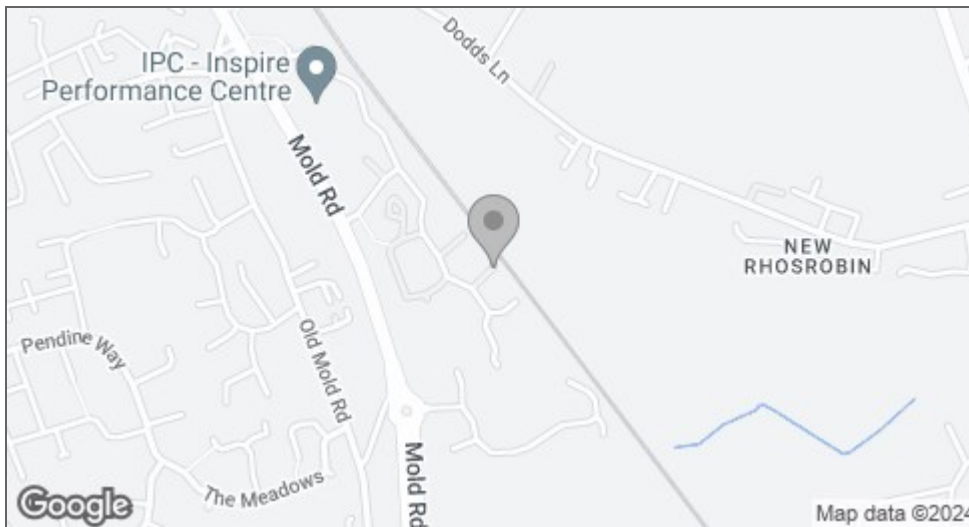 Dodds Ln
IPC - Inspire
Performance Centre
Mold Rd
NEW
RHOSROBIN
Pendine Way
Old Mold Rd
Mold Rd
The Meadows
Google
Map data ©2024